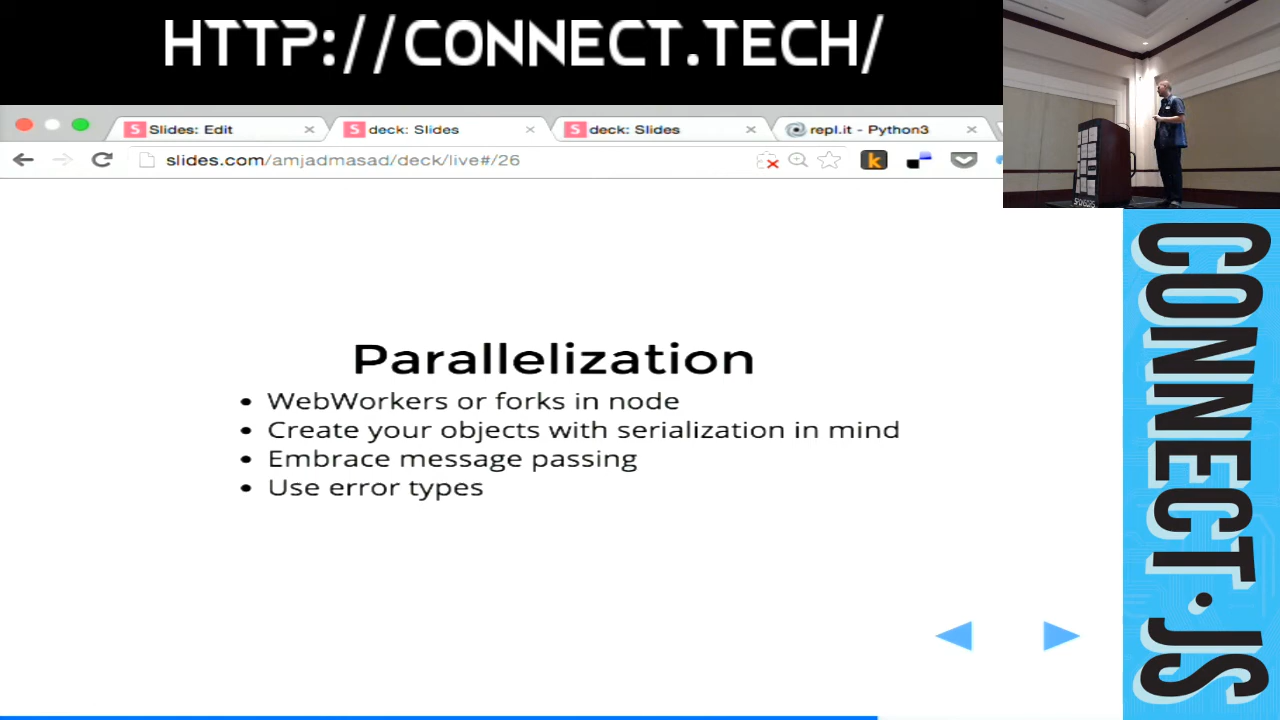 HTTP://CONNECT.TECH/
Slides: Edit
deck: Slides
deck: Slides
repl.it - Python3
slides.com/amjadmasad/deck/live#/26
k
Parallelization
• WebWorkers or forks in node
• Create your objects with serialization in mind
• Embrace message passing
• Use error types
CONNECT·JS